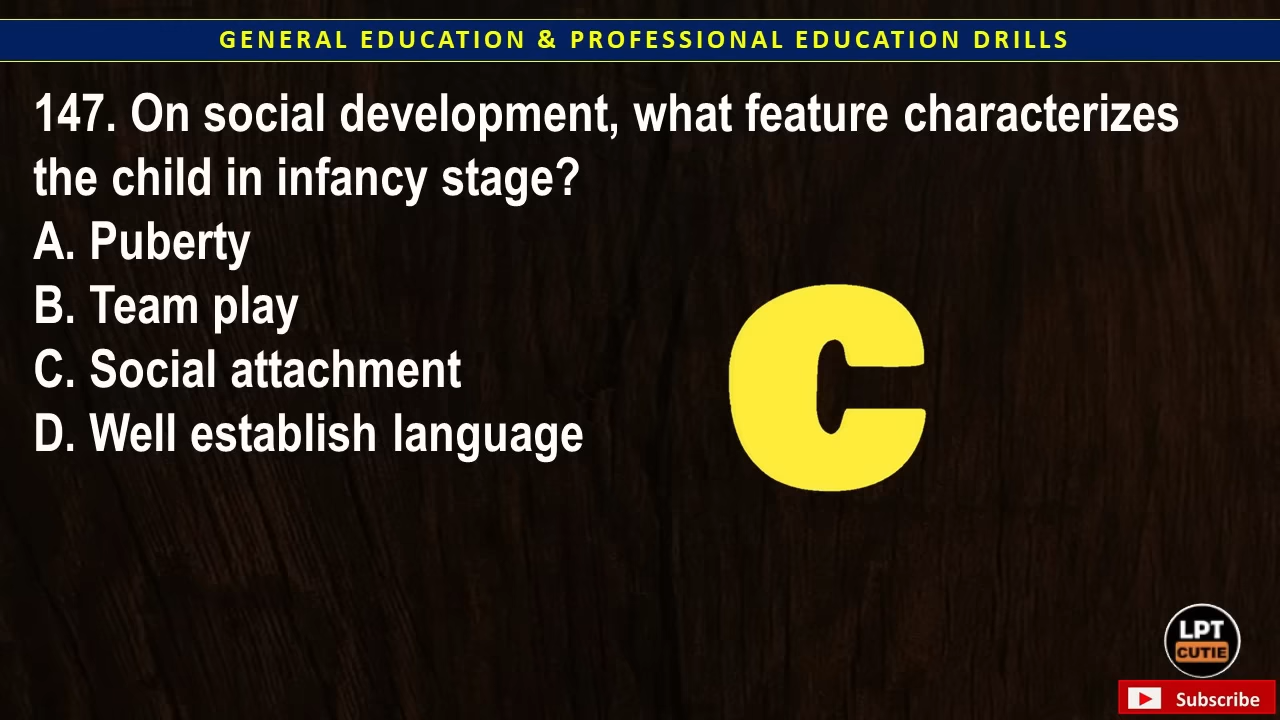 GENERAL EDUCATION & PROFESSIONAL EDUCATION DRILLS
147. On social development, what feature characterizes
the child in infancy stage?
A. Puberty
B. Team play
C. Social attachment
D. Well establish language
C
LPT
CUTIE
Subscribe